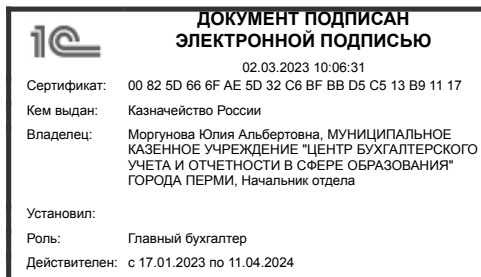 1С
ДОКУМЕНТ ПОДПИСАН
ЭЛЕКТРОННОЙ ПОДПИСЬЮ
02.03.2023 10:06:31
Сертификат: 00 82 5D 66 6F AE 5D 32 C6 BF BB D5 C5 13 B9 11 17
Кем выдан: Казначейство России
Владелец: Моргунова Юлия Альбертовна, МУНИЦИПАЛЬНОЕ
КАЗЕННОЕ УЧРЕЖДЕНИЕ "ЦЕНТР БУХГАЛТЕРСКОГО
УЧЕТА И ОТЧЕТНОСТИ В СФЕРЕ ОБРАЗОВАНИЯ"
ГОРОДА ПЕРМИ, Начальник отдела
Установил:
Роль: Главный бухгалтер
Действителен: с 17.01.2023 по 11.04.2024